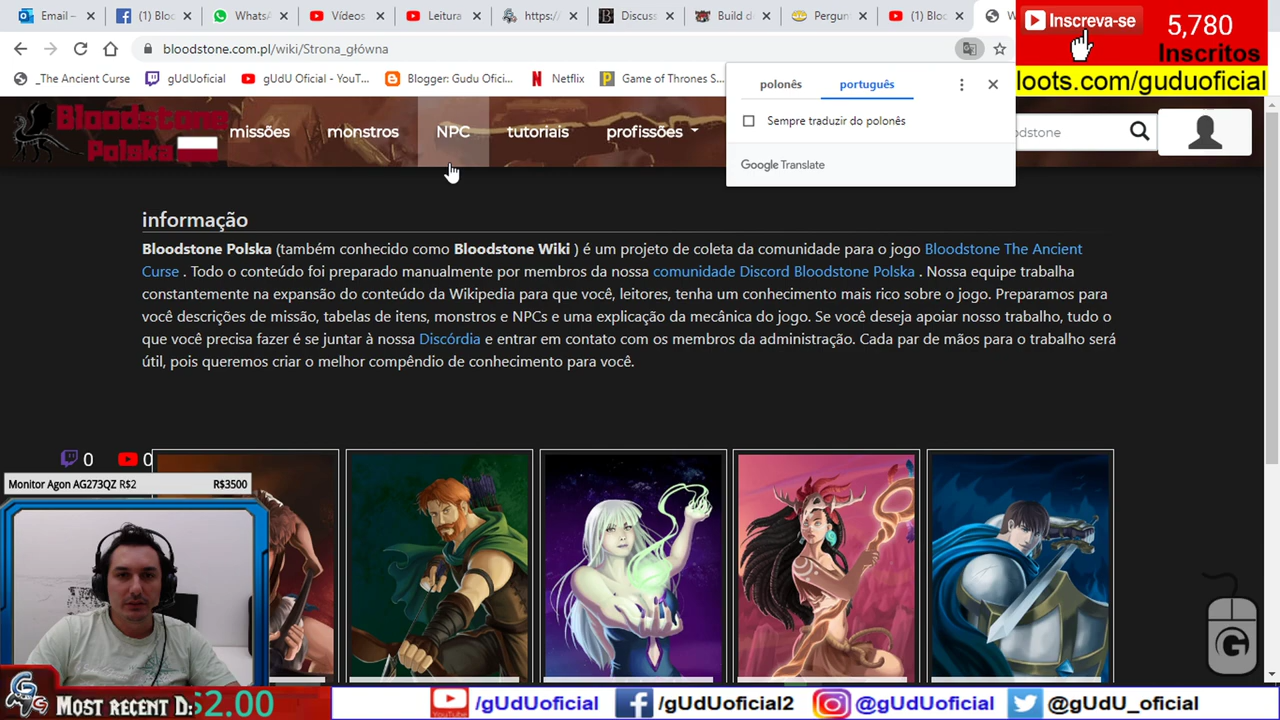 Email –
(1) Bloo
WhatsA
Vídeos
Leitura
https:/
Discuss
Build d
Pergun
(1) Bloo
W
bloodstone.com.pl/wiki/Strona_główna
_The Ancient Curse
gUdUoficial
gUdU Oficial - YouT...
Blogger: Gudu Ofici...
Netflix
Game of Thrones S...
Inscreva-se
5,780
Inscritos
loots.com/guduoficial
polonês
português
Sempre traduzir do polonês
Google Translate
Bloodstone
Polska
missões
monstros
NPC
tutoriais
profissões
odstone
informação
Bloodstone Polska (também conhecido como Bloodstone Wiki ) é um projeto de coleta da comunidade para o jogo Bloodstone The Ancient
Curse . Todo o conteúdo foi preparado manualmente por membros da nossa comunidade Discord Bloodstone Polska . Nossa equipe trabalha
constantemente na expansão do conteúdo da Wikipedia para que você, leitores, tenha um conhecimento mais rico sobre o jogo. Preparamos para
você descrições de missão, tabelas de itens, monstros e NPCs e uma explicação da mecânica do jogo. Se você deseja apoiar nosso trabalho, tudo o
que você precisa fazer é se juntar à nossa Discórdia e entrar em contato com os membros da administração. Cada par de mãos para o trabalho será
útil, pois queremos criar o melhor compêndio de conhecimento para você.
0
0
Monitor Agon AG273QZ R$2
R$3500
G
Most recent D:
$2.00
YouTube
/gUdUoficial
/gUdUoficial2
@gUdUoficial
@gUdU_oficial